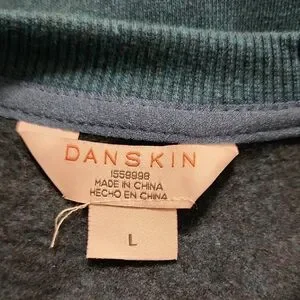 DANSKIN
1559998
MADE IN CHINA
HECHO EN CHINA
L